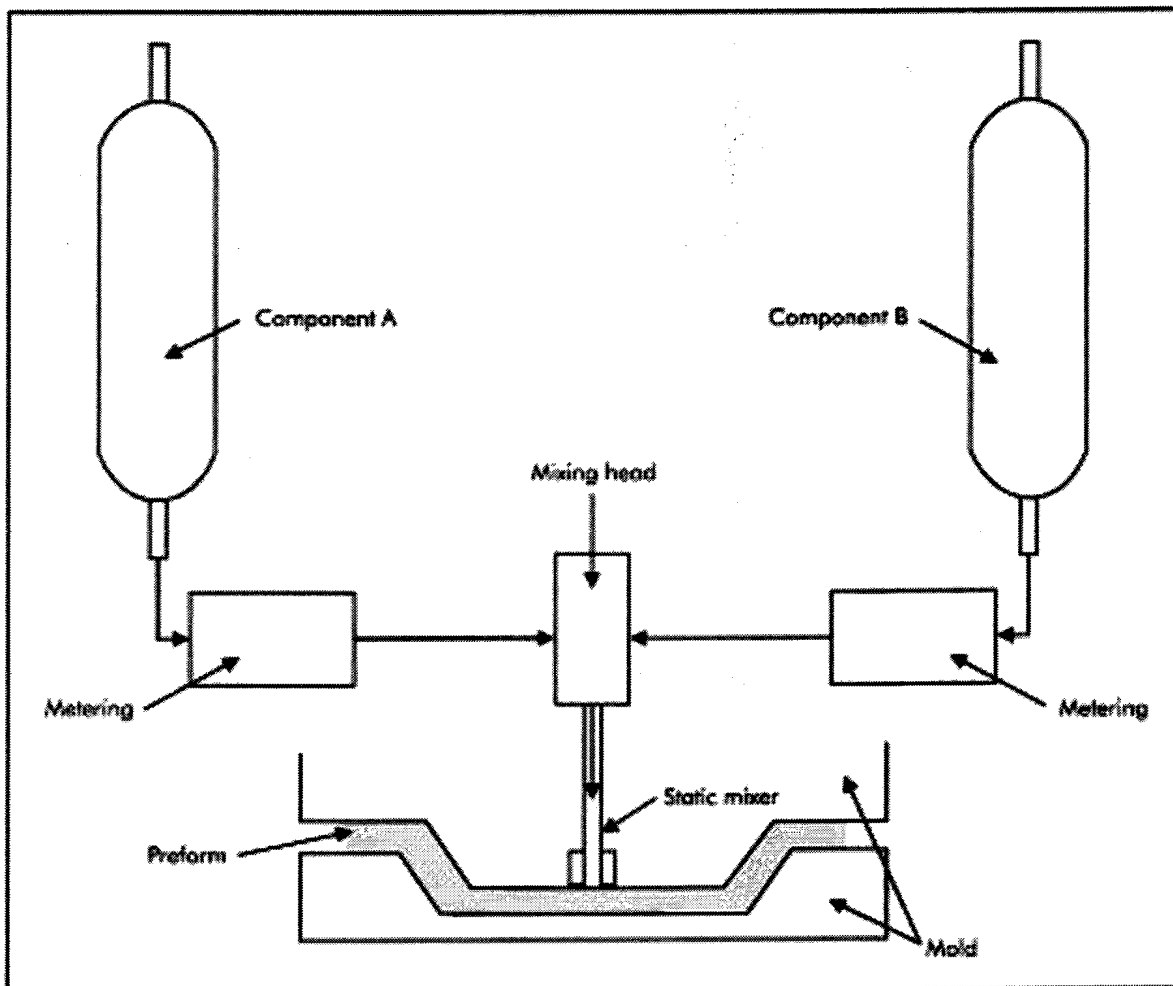 Component A
Component B
Mixing head
Metering
Metering
Static mixer
Preform
Mold